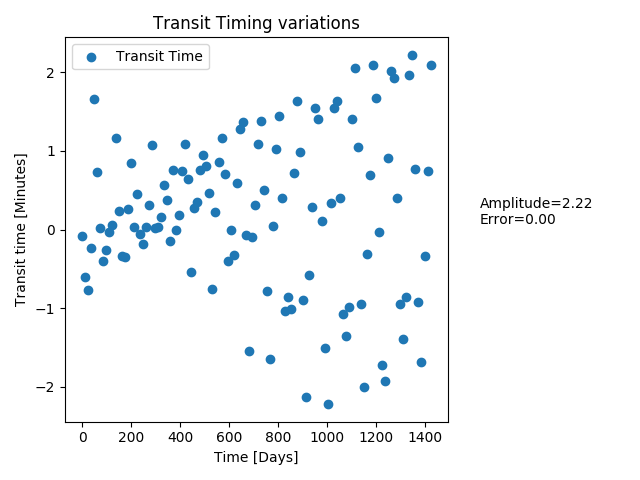 Transit Timing variations
Transit Time
2
1
0
−1
−2
Transit time [Minutes]
0 200 400 600 800 1000 1200 1400
Time [Days]
Amplitude=2.22
Error=0.00